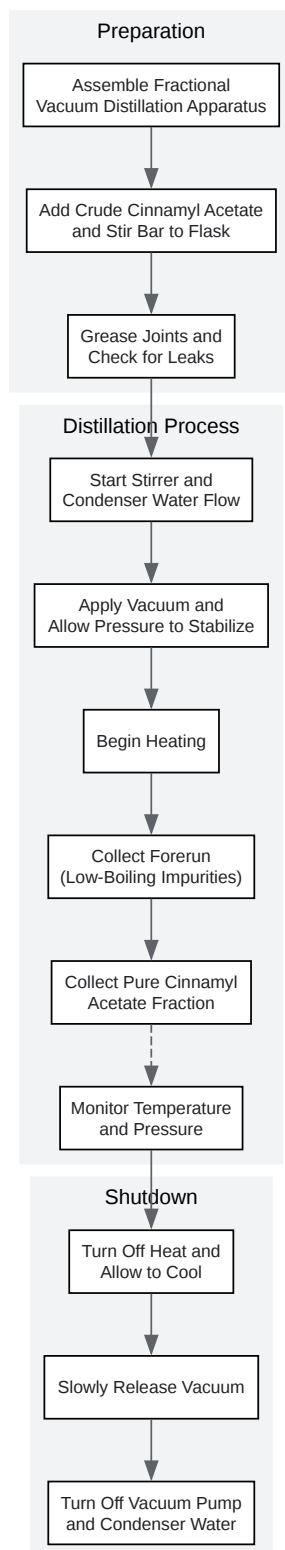 Preparation
Assemble Fractional
Vacuum Distillation Apparatus
Add Crude Cinnamyl Acetate
and Stir Bar to Flask
Grease Joints and
Check for Leaks
Distillation Process
Start Stirrer and
Condenser Water Flow
Apply Vacuum and
Allow Pressure to Stabilize
Begin Heating
Collect Forerun
(Low-Boiling Impurities)
Collect Pure Cinnamyl
Acetate Fraction
Monitor Temperature
and Pressure
Shutdown
Turn Off Heat and
Allow to Cool
Slowly Release Vacuum
Turn Off Vacuum Pump
and Condenser Water